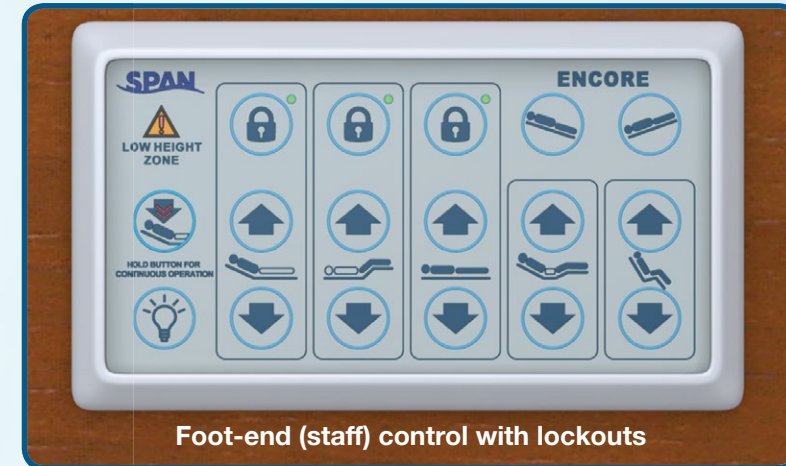 SPAN
ENCORE
LOW HEIGHT
ZONE
HOLD BUTTON FOR
CONTINUOUS OPERATION
Foot-end (staff) control with lockouts